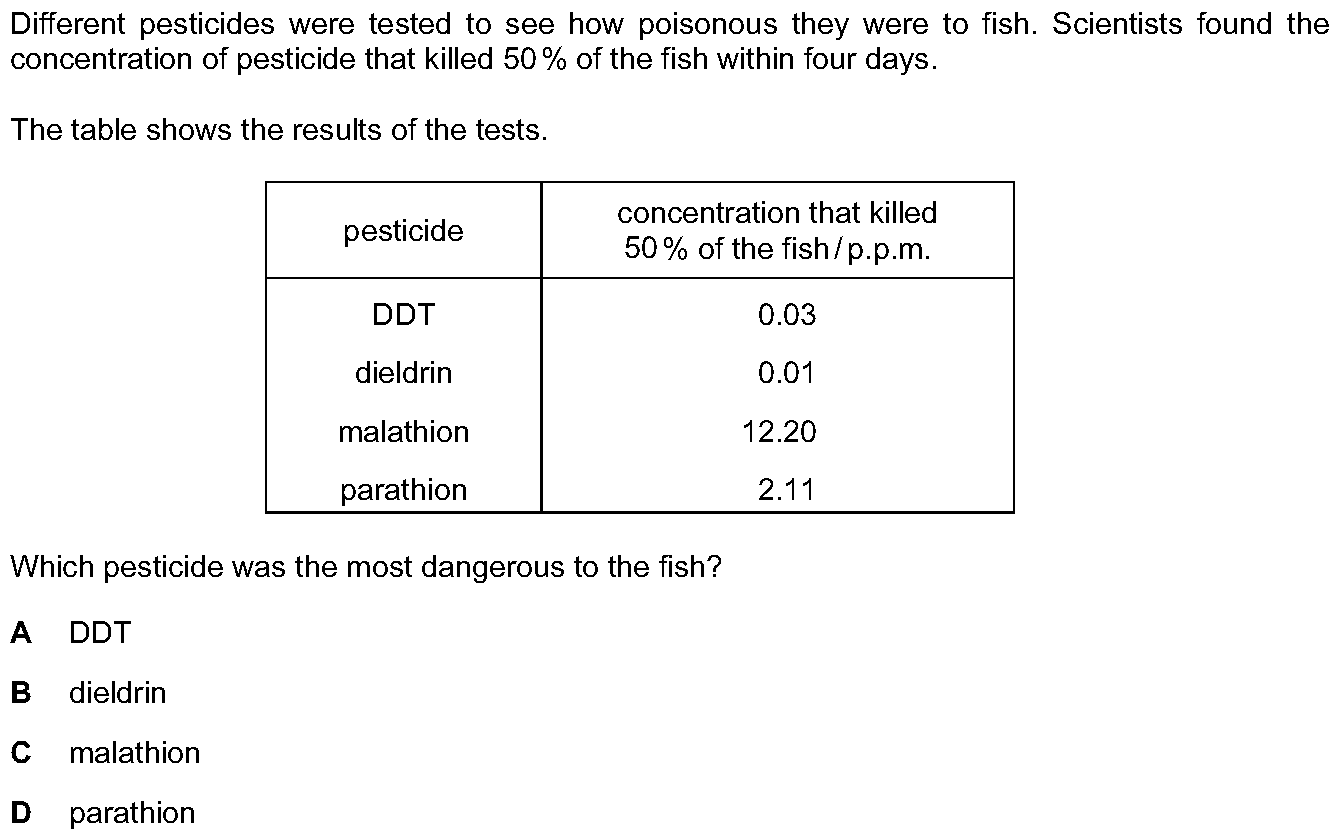 Different pesticides were tested to see how poisonous they were to fish. Scientists found the
concentration of pesticide that killed 50% of the fish within four days.
The table shows the results of the tests.
pesticide
concentration that killed
50% of the fish/p.p.m.
DDT 0.03
dieldrin 0.01
malathion 12.20
parathion 2.11
Which pesticide was the most dangerous to the fish?
A DDT
B dieldrin
C malathion
D parathion